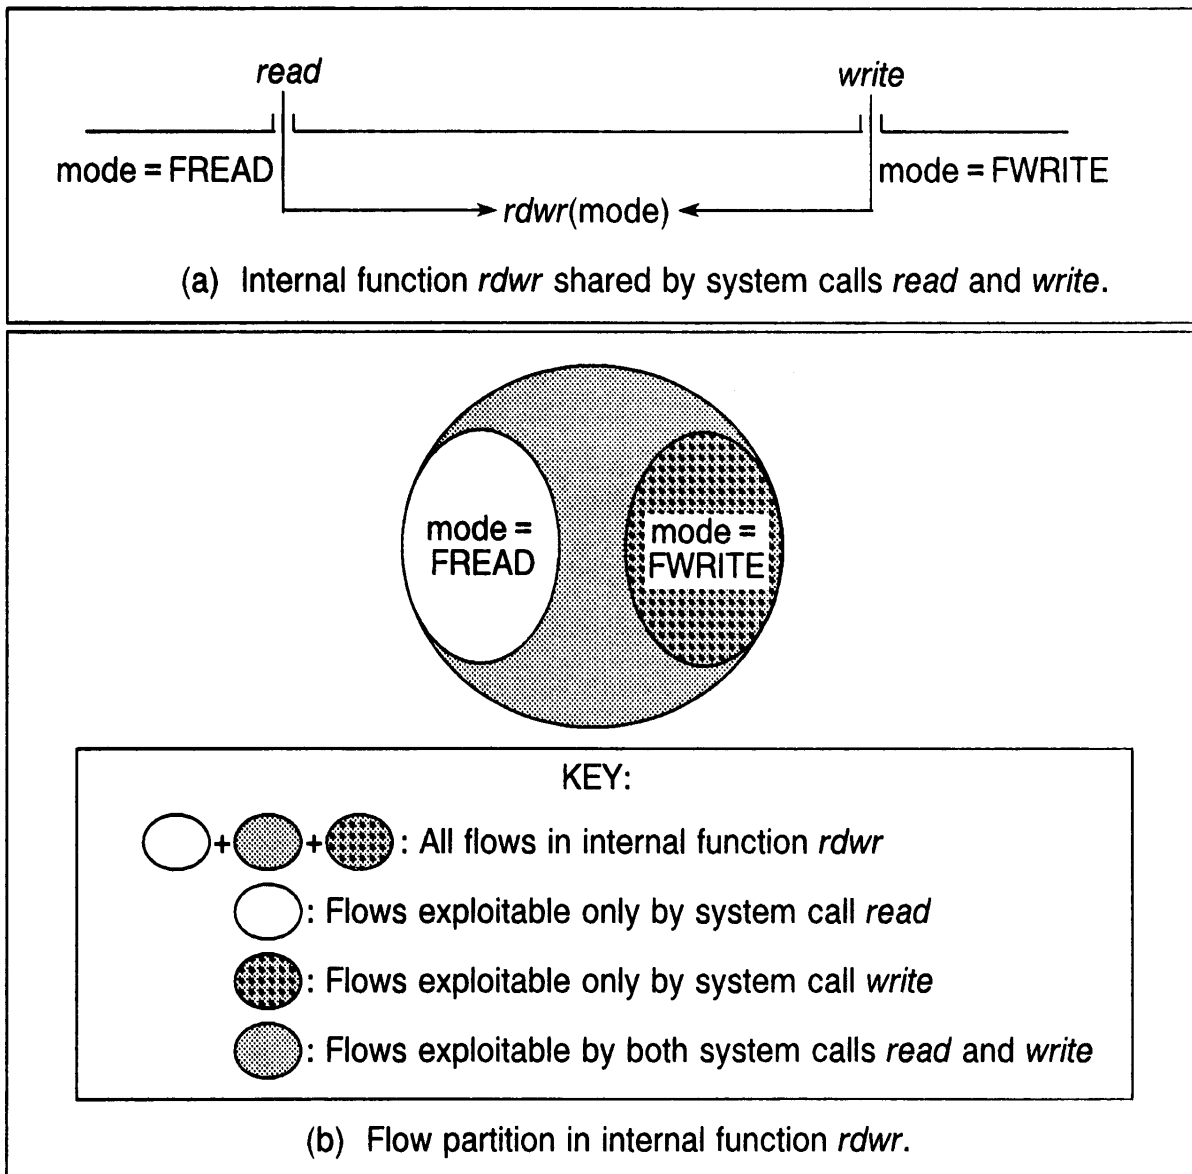 read write
mode = FREAD mode = FWRITE
rdwr(mode)
(a) Internal function rdwr shared by system calls read and write.
mode =
FREAD
mode =
FWRITE
KEY:
+ + : All flows in internal function rdwr
: Flows exploitable only by system call read
: Flows exploitable only by system call write
: Flows exploitable by both system calls read and write
(b) Flow partition in internal function rdwr.